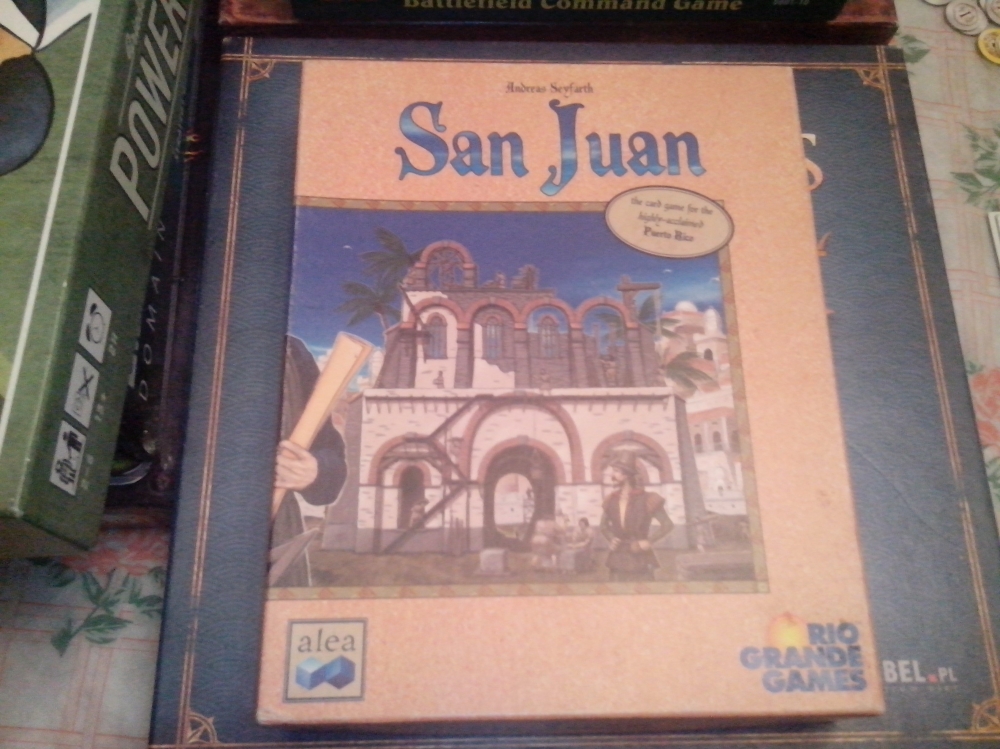 Battlefield Command Game
POWER
DOMAIN
Andreas Seyfarth
San Juan
the card game for the
highly-acclaimed
Puerto Rico
S
alea
RIO
GRANDE
GAMES
BEL.PL